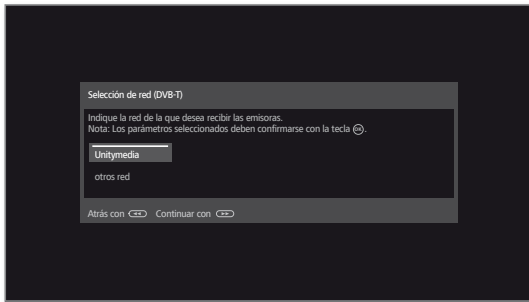 Selección de red (DVB-T)
Indique la red de la que desea recibir las emisoras.
Nota: Los parámetros seleccionados deben confirmarse con la tecla OK.
Unitymedia
otros red
Atrás con ◄◄ Continuar con ►►